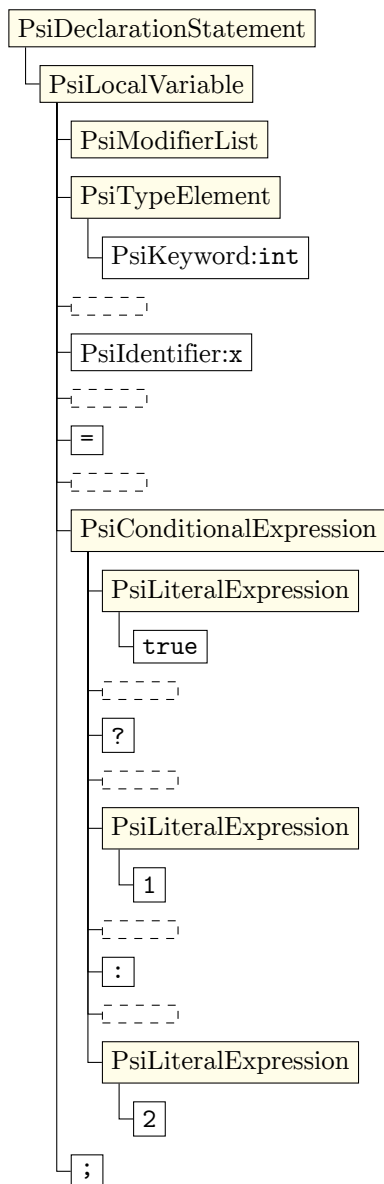 PsiDeclarationStatement
PsiLocalVariable
PsiModifierList
PsiTypeElement
PsiKeyword:int
PsiIdentifier:x
=
PsiConditionalExpression
PsiLiteralExpression
true
?
PsiLiteralExpression
1
:
PsiLiteralExpression
2
;